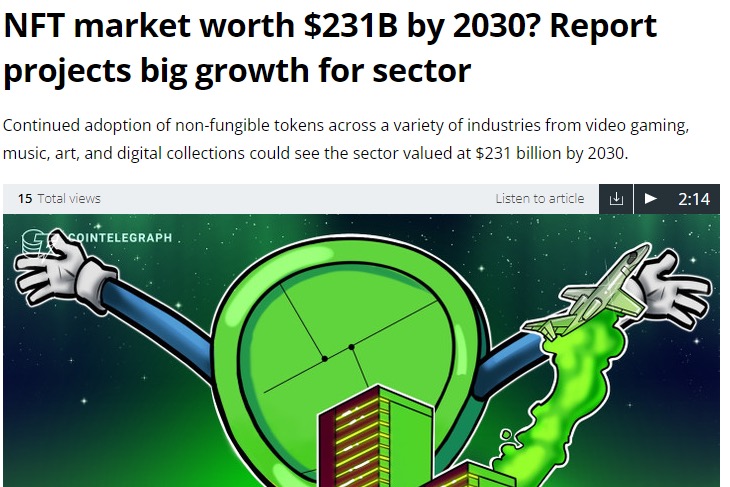 NFT market worth $231B by 2030? Report
projects big growth for sector
Continued adoption of non-fungible tokens across a variety of industries from video gaming,
music, art, and digital collections could see the sector valued at $231 billion by 2030.
15 Total views
Listen to article
2:14
COINTELEGRAPH